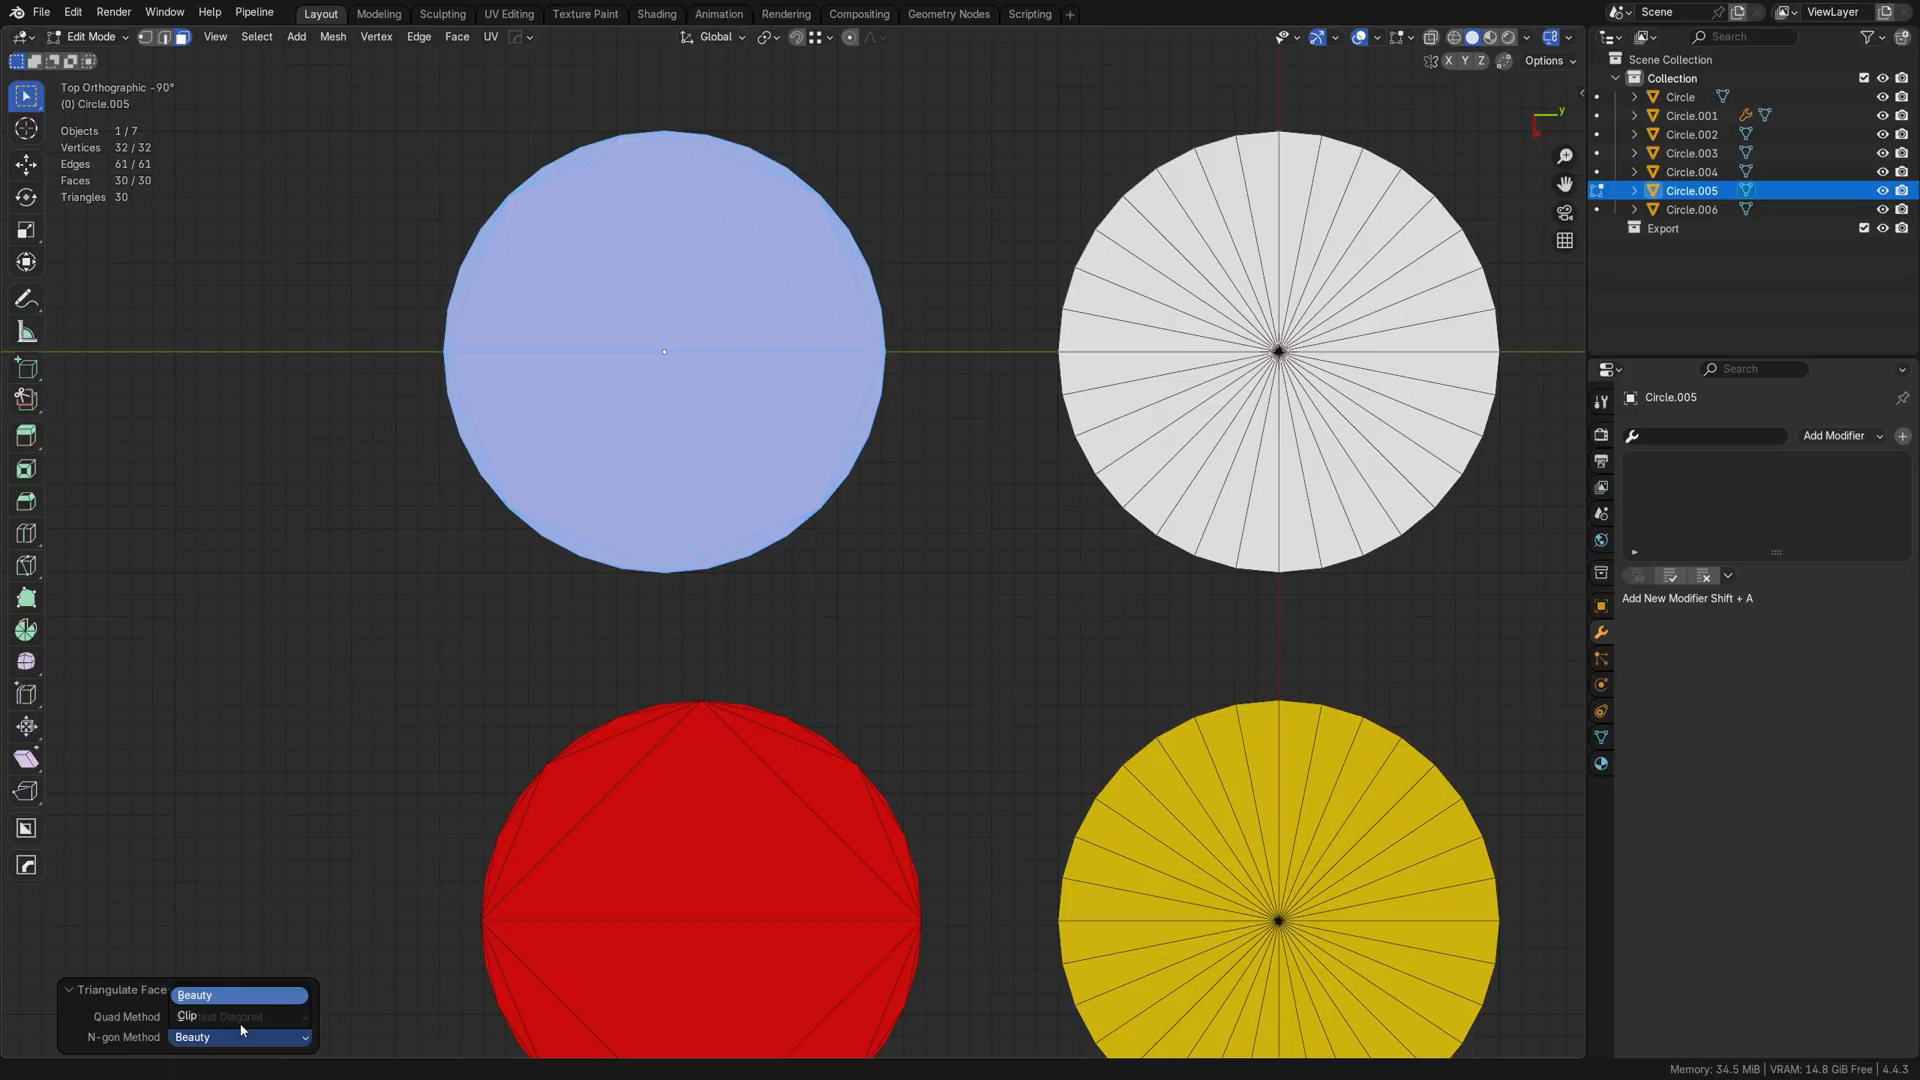 File Edit Render Window Help Pipeline Layout Modeling Sculpting UV Editing Texture Paint Shading Animation Rendering Compositing Geometry Nodes Scripting + Scene ViewLayer
Edit Mode View Select Add Mesh Vertex Edge Face UV Global Search
X Y Z Options
Scene Collection
Collection
Top Orthographic -90°
(0) Circle.005
Objects 1 / 7
Vertices 32 / 32
Edges 61 / 61
Faces 30 / 30
Triangles 30
y
x
Circle
Circle.001
Circle.002
Circle.003
Circle.004
Circle.005
Circle.006
Export
Search
Circle.005
Add Modifier
Add New Modifier Shift + A
Triangulate Face
Beauty
Quad Method Clip
N-gon Method Beauty
Memory: 34.5 MiB | VRAM: 14.8 GiB Free | 4.4.3